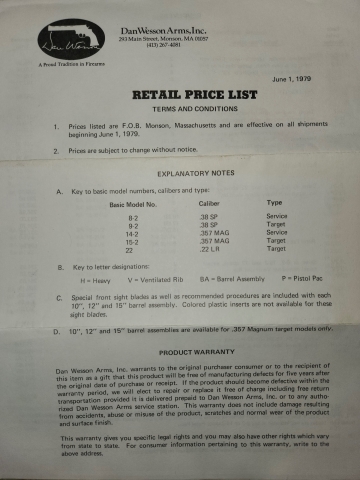 Dan Wesson
A Proud Tradition in Firearms
Dan Wesson Arms, Inc.
293 Main Street, Monson, MA 01057
(413) 267-4081
June 1, 1979
RETAIL PRICE LIST
TERMS AND CONDITIONS
1. Prices listed are F.O.B. Monson, Massachusetts and are effective on all shipments
beginning June 1, 1979.
2. Prices are subject to change without notice.
EXPLANATORY NOTES
A. Key to basic model numbers, calibers and type:
Basic Model No. Caliber Type
8-2 .38 SP Service
9-2 .38 SP Target
14-2 .357 MAG Service
15-2 .357 MAG Target
22 .22 LR Target
B. Key to letter designations:
H = Heavy V = Ventilated Rib BA = Barrel Assembly P = Pistol Pac
C. Special front sight blades as well as recommended procedures are included with each
10", 12" and 15" barrel assembly. Colored plastic inserts are not available for these
sight blades.
D. 10", 12" and 15" barrel assemblies are available for .357 Magnum target models only.
PRODUCT WARRANTY
Dan Wesson Arms, Inc. warrants to the original purchaser consumer or to the recipient of
this item as a gift that this product will be free of manufacturing defects for five years after
the original date of purchase or receipt. If the product should become defective within the
warranty period, we will elect to repair or replace it free of charge including free return
transportation provided it is delivered prepaid to Dan Wesson Arms, Inc. or to any autho-
rized Dan Wesson Arms service station. This warranty does not include damage resulting
from accidents, abuse or misuse of the product, scratches and normal wear of the product
and surface finish.
This warranty gives you specific legal rights and you may also have other rights which vary
from state to state. For consumer information pertaining to this warranty, write to the
above address.